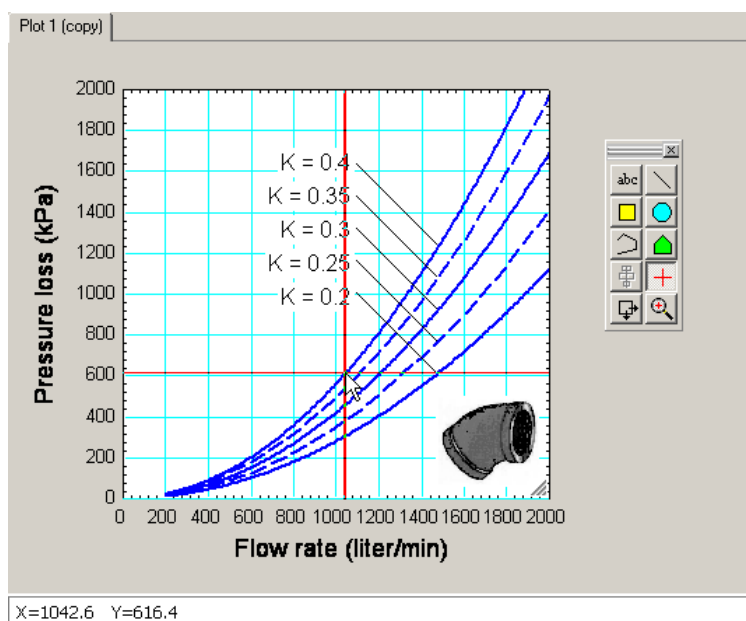 Plot 1 (copy)
2000
1800
1600
1400
1200
1000
800
600
400
200
0
Pressure loss (kPa)
K = 0.4
K = 0.35
K = 0.3
K = 0.25
K = 0.2
abc
0 200 400 600 800 1000 1200 1400 1600 1800 2000
Flow rate (liter/min)
X=1042.6 Y=616.4